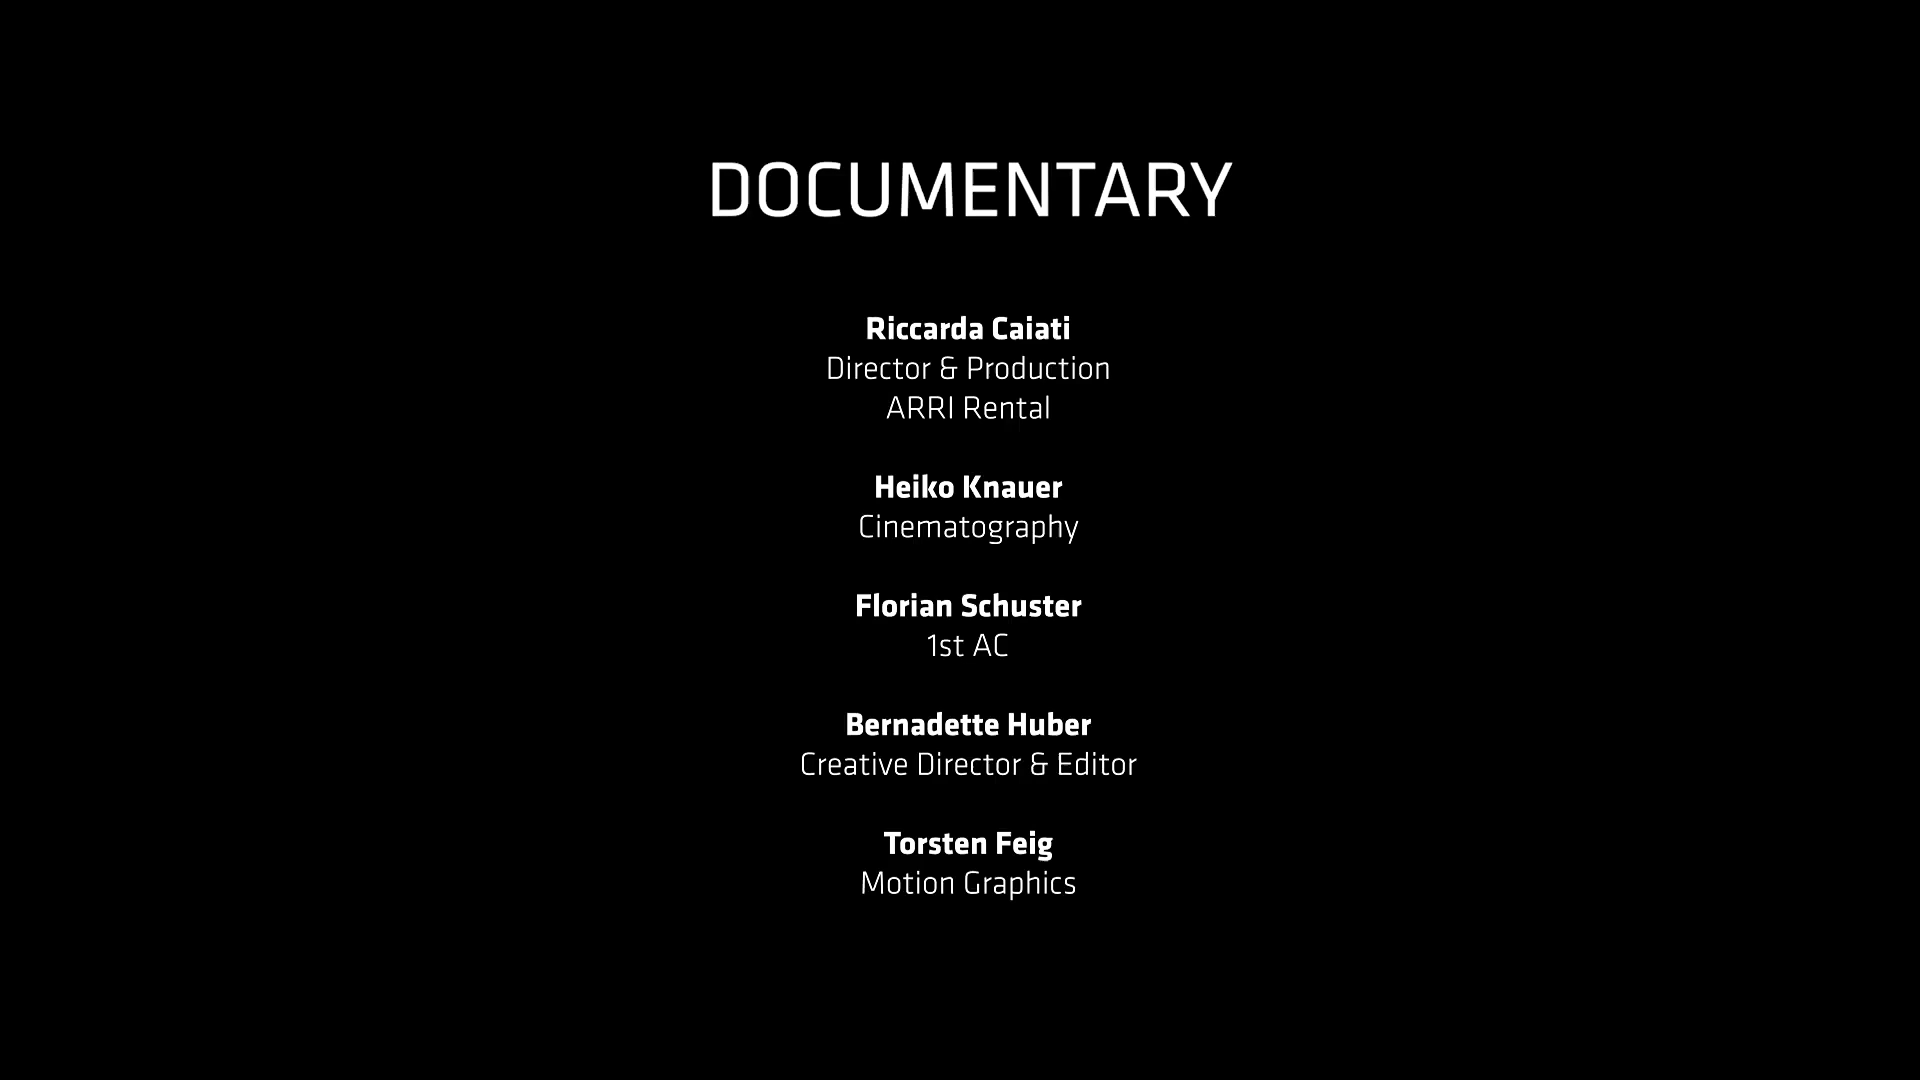 DOCUMENTARY
Riccarda Caiati
Director & Production
ARRI Rental
Heiko Knauer
Cinematography
Florian Schuster
1st AC
Bernadette Huber
Creative Director & Editor
Torsten Feig
Motion Graphics